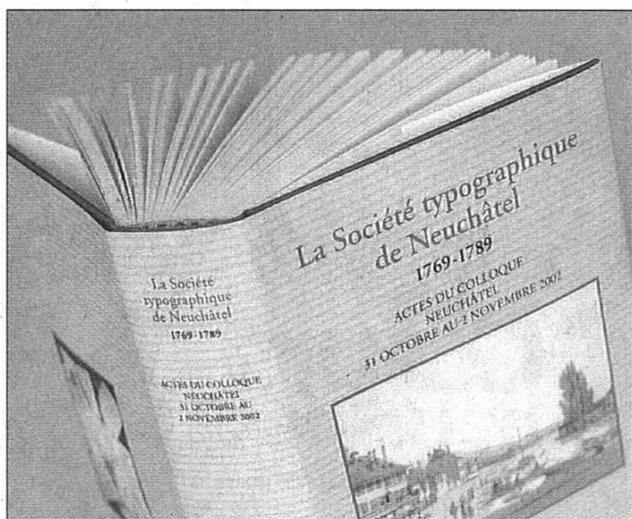 La Société
typographique
de Neuchâtel
1769-1789
ACTES DU COLLOQUE
NEUCHÂTEL
31 OCTOBRE AU
2 NOVEMBRE 2002
La Société typographique
de Neuchâtel
1769-1789
ACTES DU COLLOQUE
NEUCHÂTEL
31 OCTOBRE AU 2 NOVEMBRE 2002